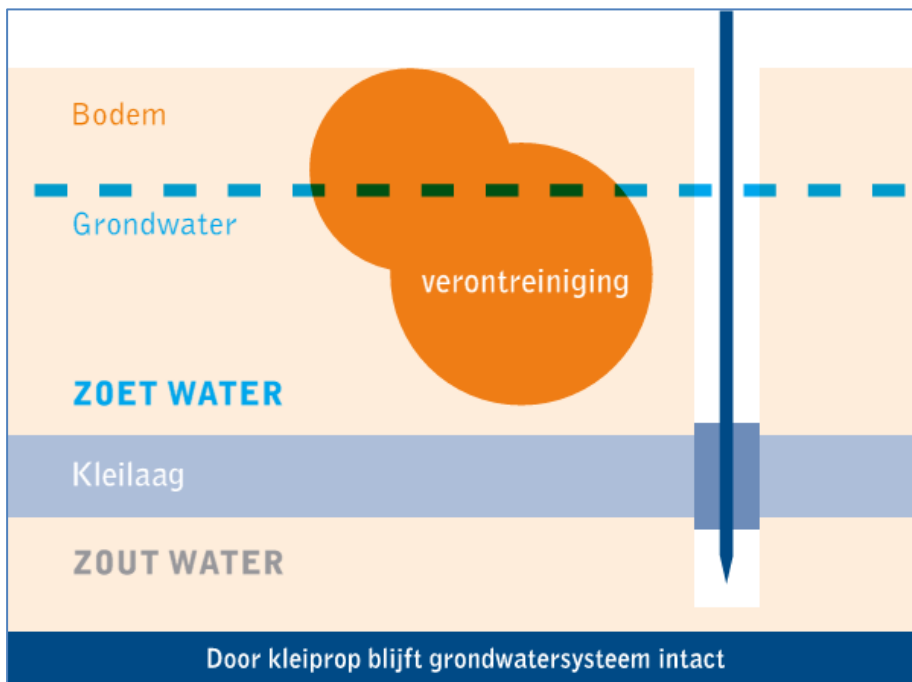 Bodem
Grondwater
verontreiniging
ZOET WATER
Kleilaag
ZOUT WATER
Door kleiprop blijft grondwatersysteem intact